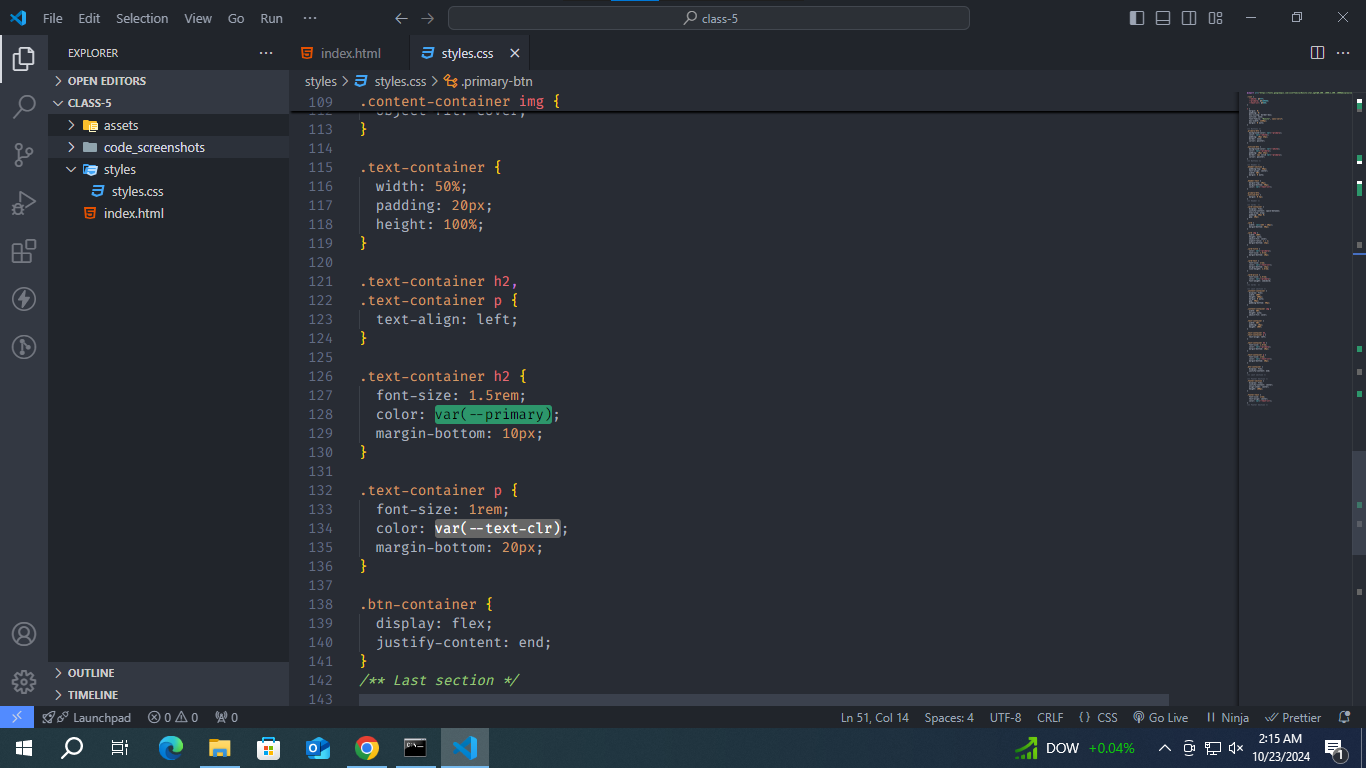 File Edit Selection View Go Run ···
class-5
EXPLORER ···
index.html
styles.css
styles > styles.css > .primary-btn
OPEN EDITORS
CLASS-5
assets
code_screenshots
styles
styles.css
index.html
OUTLINE
TIMELINE
109 .content-container img {
112 object-fit: cover;
113 }
114
115 .text-container {
116 width: 50%;
117 padding: 20px;
118 height: 100%;
119 }
120
121 .text-container h2,
122 .text-container p {
123 text-align: left;
124 }
125
126 .text-container h2 {
127 font-size: 1.5rem;
128 color: var(--primary);
129 margin-bottom: 10px;
130 }
131
132 .text-container p {
133 font-size: 1rem;
134 color: var(--text-clr);
135 margin-bottom: 20px;
136 }
137
138 .btn-container {
139 display: flex;
140 justify-content: end;
141 }
142 /** Last section */
143
Launchpad 0 0 0 Ln 51, Col 14 Spaces: 4 UTF-8 CRLF {} CSS Go Live Ninja Prettier
DOW +0.04%
2:15 AM
10/23/2024
1